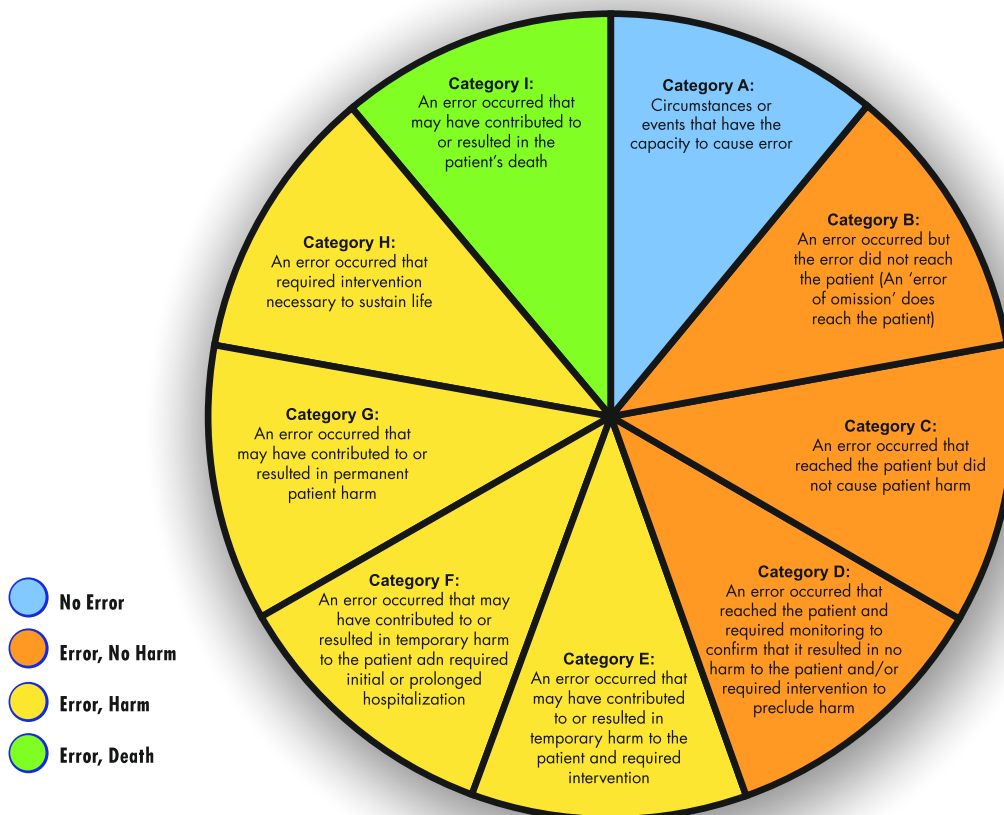 Category I:
An error occurred that
may have contributed to
or resulted in the
patient's death
Category A:
Circumstances or
events that have the
capacity to cause error
Category B:
An error occurred but
the error did not reach
the patient (An ‘error
of omission’ does
reach the patient)
Category C:
An error occurred that
reached the patient but did
not cause patient harm
Category D:
An error occurred that
reached the patient and
required monitoring to
confirm that it resulted in no
harm to the patient and/or
required intervention to
preclude harm
Category E:
An error occurred that
may have contributed
to or resulted in
temporary harm to the
patient and required
intervention
Category F:
An error occurred that may
have contributed to or
resulted in temporary harm
to the patient adn required
initial or prolonged
hospitalization
Category G:
An error occurred that
may have contributed to or
resulted in permanent
patient harm
Category H:
An error occurred that
required intervention
necessary to sustain life
No Error
Error, No Harm
Error, Harm
Error, Death